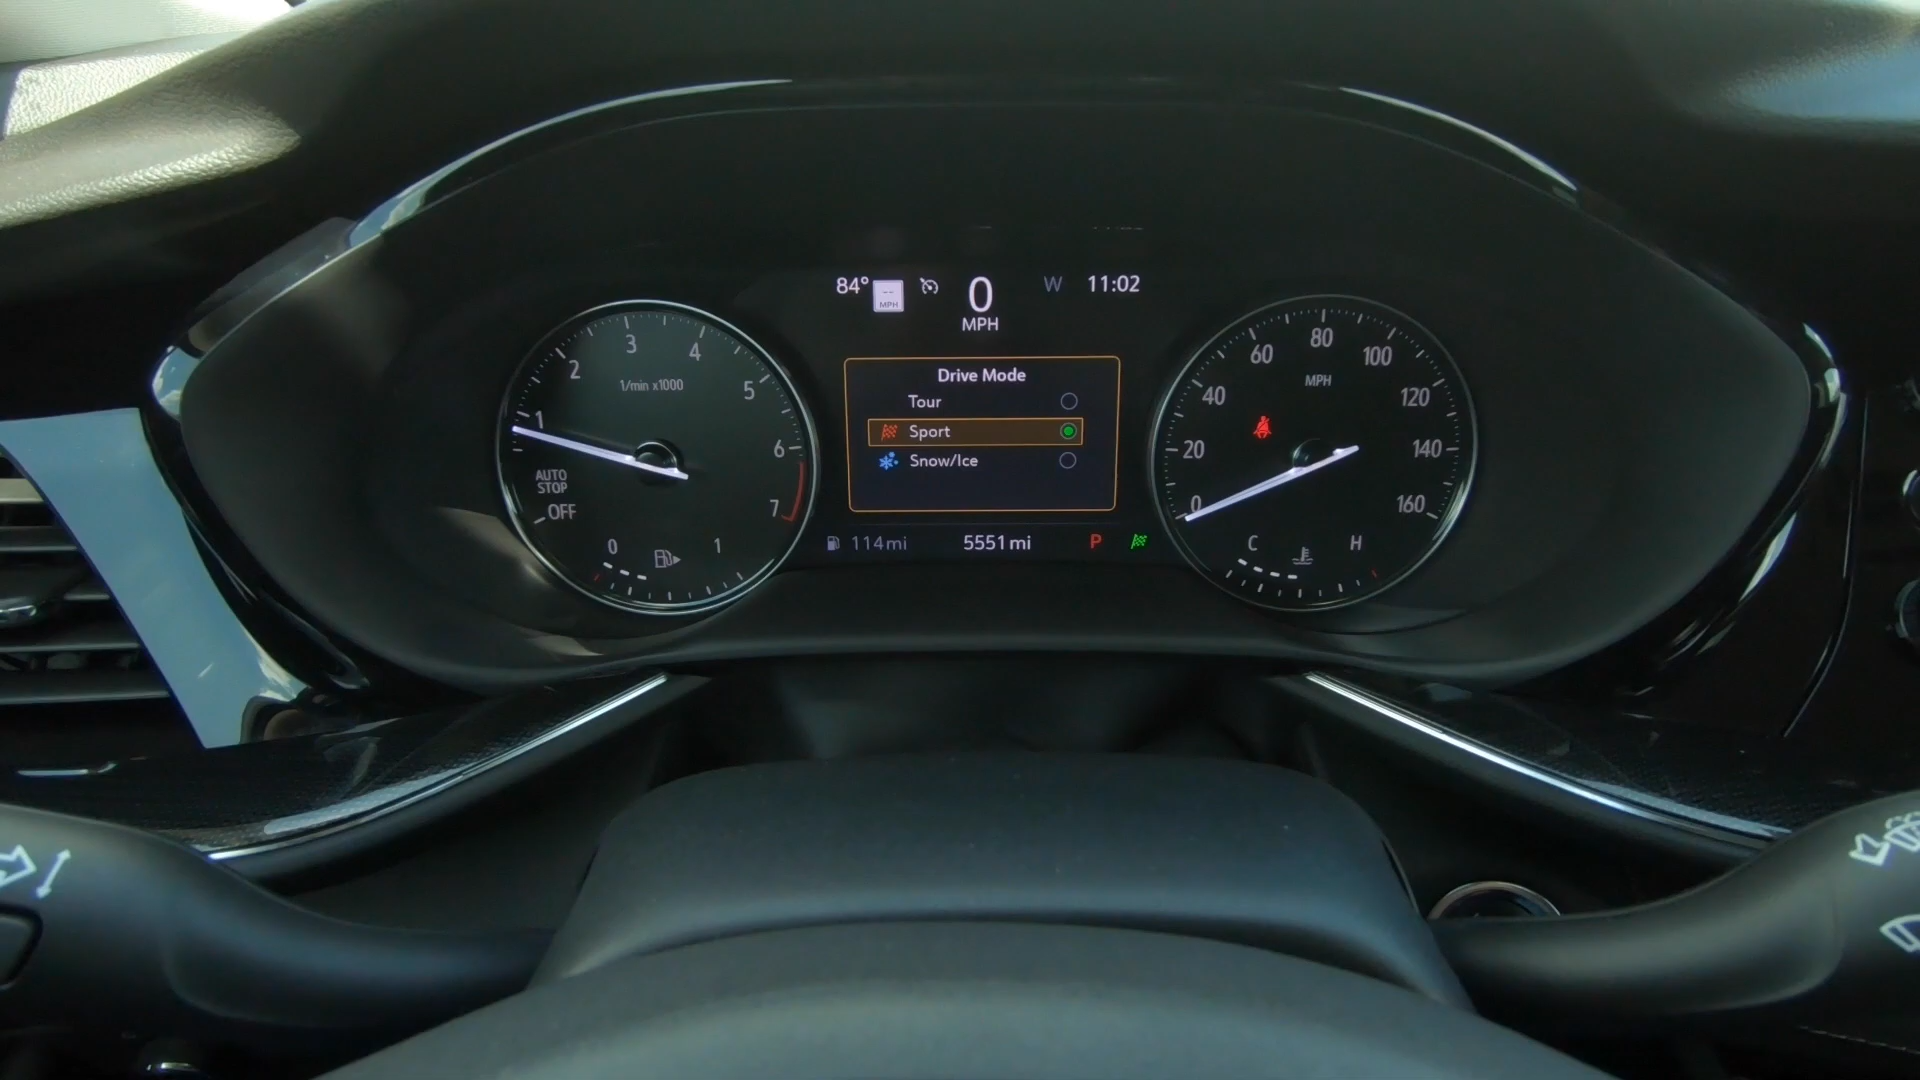 84° -- MPH 0 MPH W 11:02
Drive Mode
Tour
Sport
Snow/Ice
114mi 5551mi P
1/min x1000
1 2 3 4 5 6 7
AUTO
STOP
OFF
0 1
MPH
0 20 40 60 80 100 120 140 160
C H